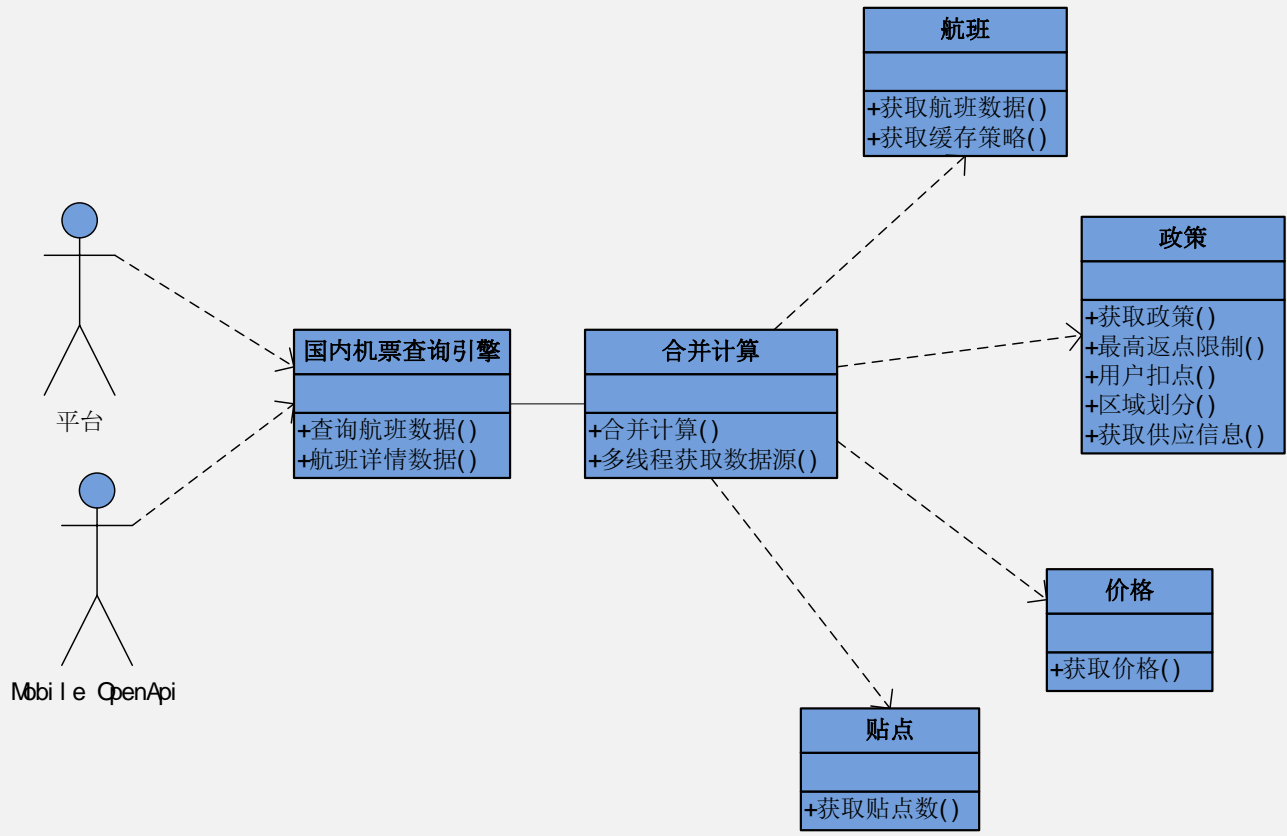 航班
+获取航班数据()
+获取缓存策略()
政策
+获取政策()
+最高返点限制()
+用户扣点()
+区域划分()
+获取供应信息()
平台
国内机票查询引擎
+查询航班数据()
+航班详情数据()
合并计算
+合并计算()
+多线程获取数据源()
Mobile OpenApi
价格
+获取价格()
贴点
+获取贴点数()